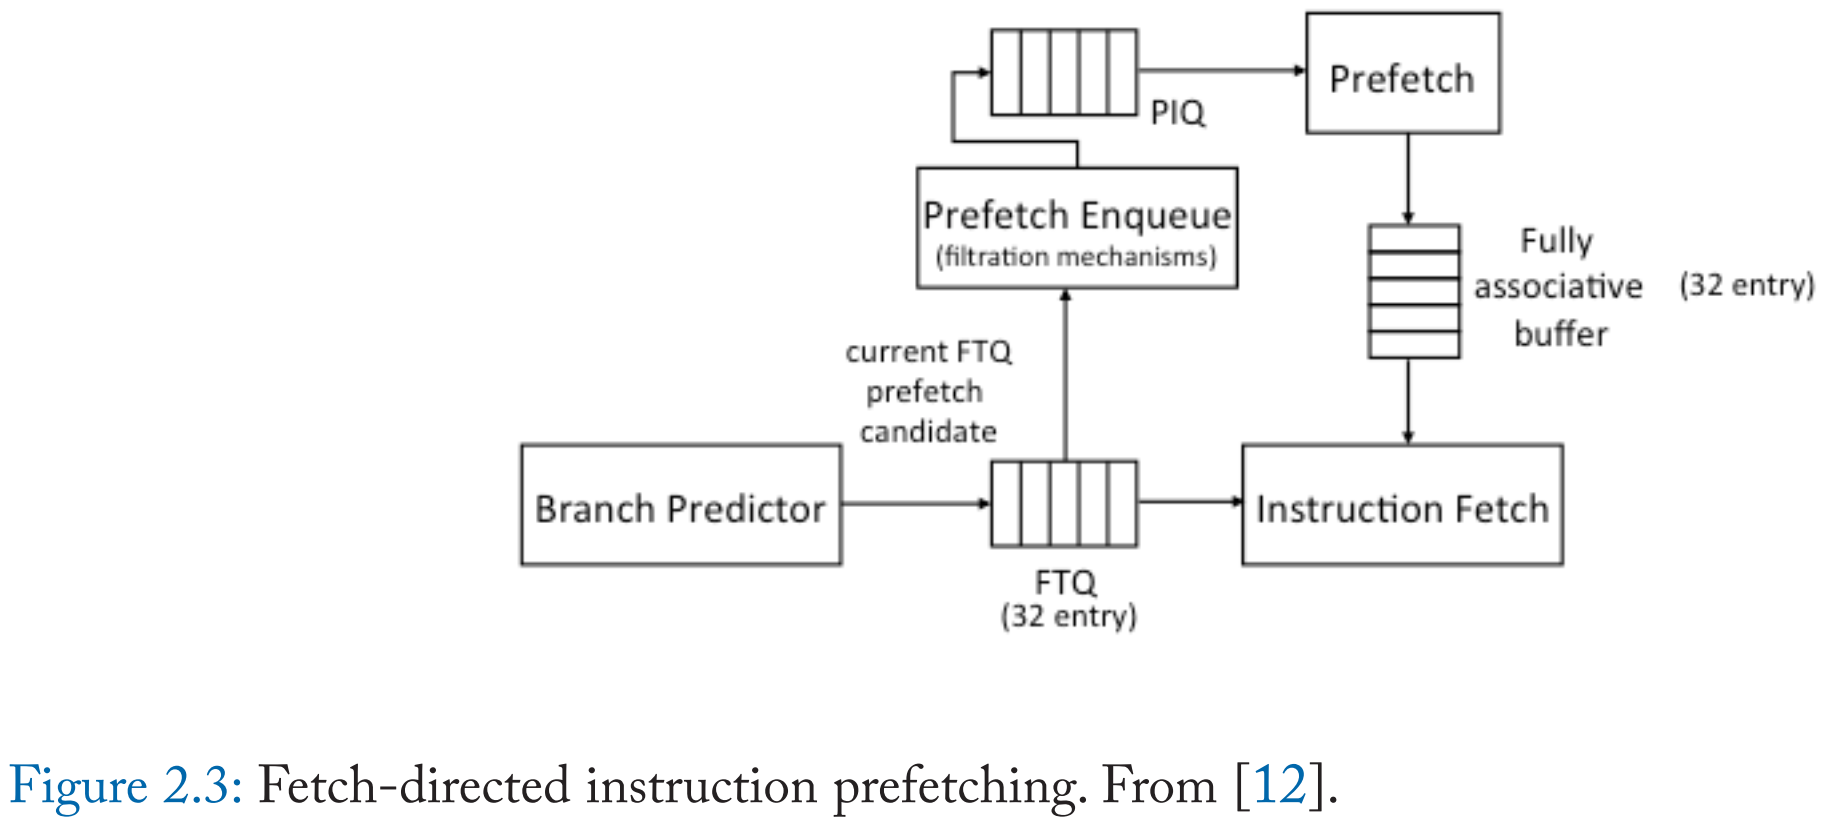 PIQ
Prefetch
Prefetch Enqueue
(filtration mechanisms)
Fully
associative
buffer
(32 entry)
current FTQ
prefetch
candidate
Branch Predictor
FTQ
(32 entry)
Instruction Fetch
Figure 2.3: Fetch-directed instruction prefetching. From [12].